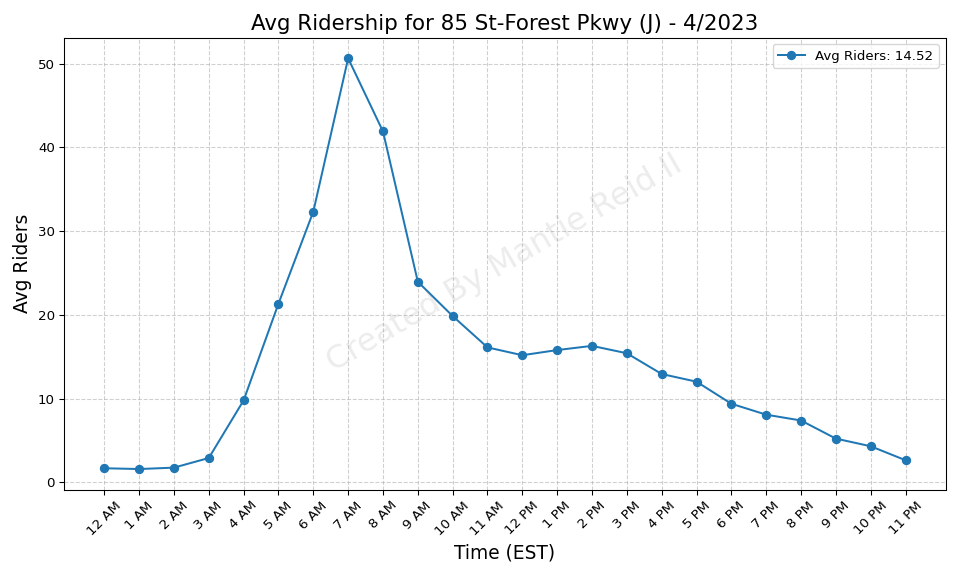 Avg Ridership for 85 St-Forest Pkwy (J) - 4/2023
Avg Riders: 14.52
50
40
30
20
10
0
Avg Riders
Created By Mantie Reid II
12 AM
1 AM
2 AM
3 AM
4 AM
5 AM
6 AM
7 AM
8 AM
9 AM
10 AM
11 AM
12 PM
1 PM
2 PM
3 PM
4 PM
5 PM
6 PM
7 PM
8 PM
9 PM
10 PM
11 PM
Time (EST)